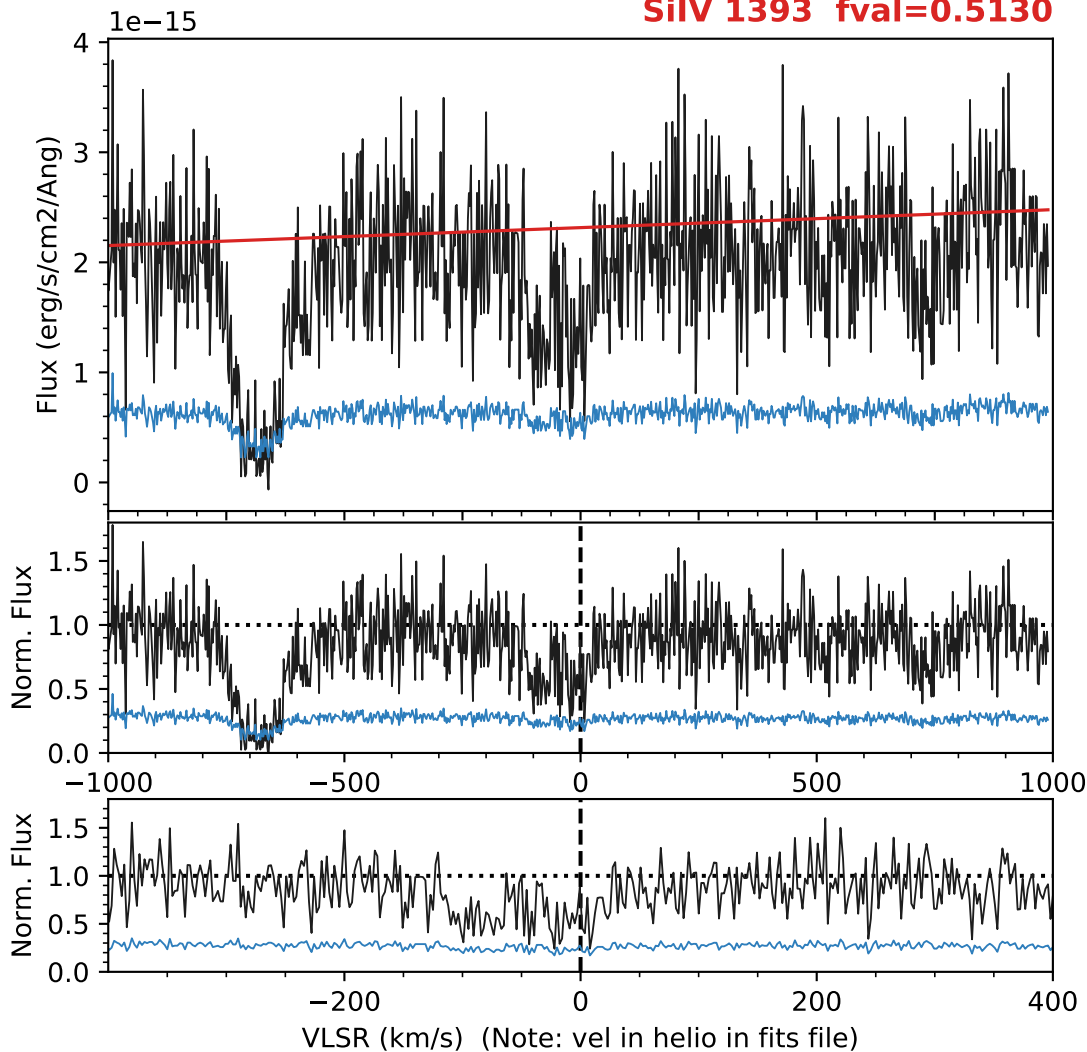 1e−15
SiIV 1393 fval=0.5130
4
3
2
1
0
Flux (erg/s/cm2/Ang)
1.5
1.0
0.5
0.0
Norm. Flux
−1000 −500 0 500 1000
1.5
1.0
0.5
0.0
Norm. Flux
−200 0 200 400
VLSR (km/s) (Note: vel in helio in fits file)